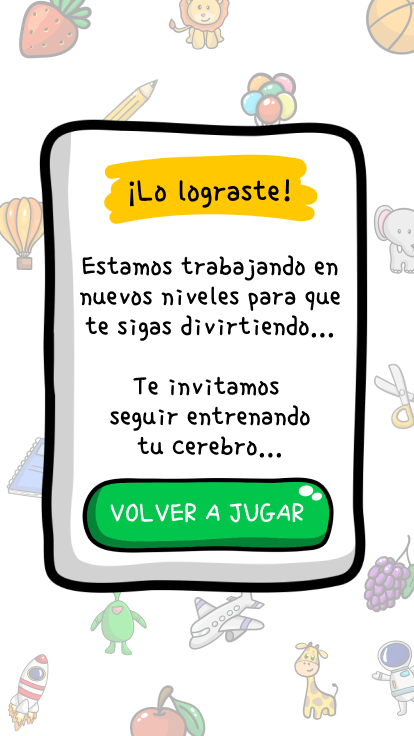 ¡Lo lograste!
Estamos trabajando en
nuevos niveles para que
te sigas divirtiendo...
Te invitamos
seguir entrenando
tu cerebro...
VOLVER A JUGAR